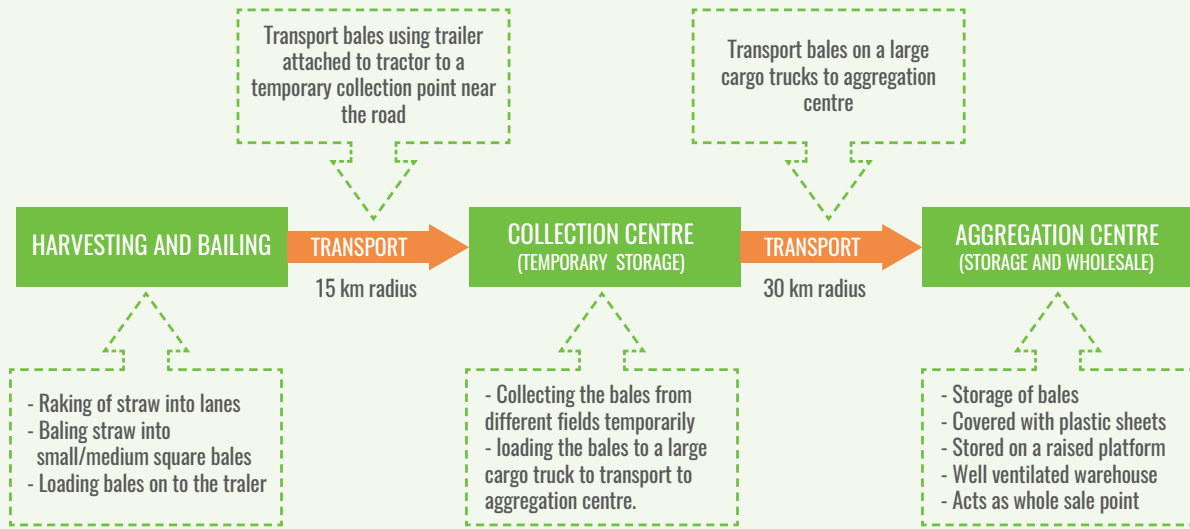 Transport bales using trailer
attached to tractor to a
temporary collection point near
the road
Transport bales on a large
cargo trucks to aggregation
centre
HARVESTING AND BAILING
TRANSPORT
15 km radius
COLLECTION CENTRE
(TEMPORARY STORAGE)
TRANSPORT
30 km radius
AGGREGATION CENTRE
(STORAGE AND WHOLESALE)
- Raking of straw into lanes
- Baling straw into
small/medium square bales
- Loading bales on to the traler
- Collecting the bales from
different fields temporarily
- loading the bales to a large
cargo truck to transport to
aggregation centre.
- Storage of bales
- Covered with plastic sheets
- Stored on a raised platform
- Well ventilated warehouse
- Acts as whole sale point